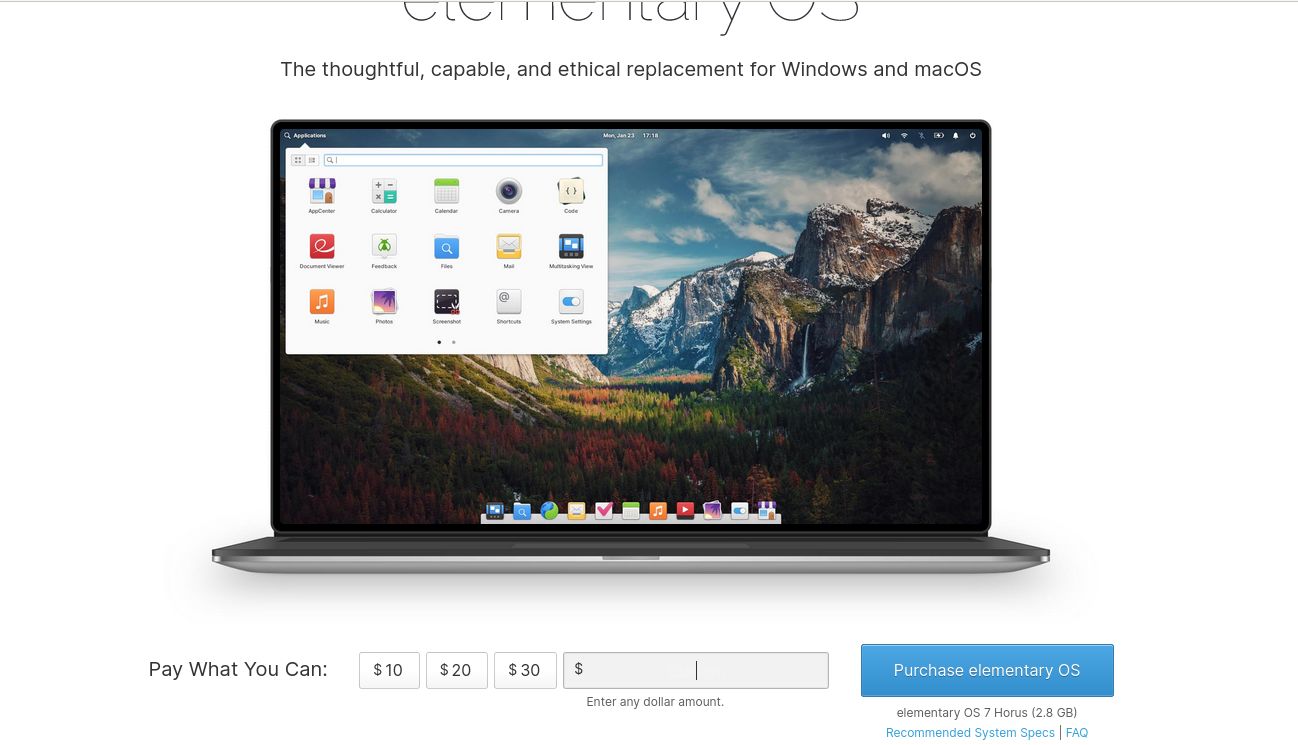 elementary OS
The thoughtful, capable, and ethical replacement for Windows and macOS
Applications
Mon, Jan 23 17:18
AppCenter
Calculator
Calendar
Camera
Code
Document Viewer
Feedback
Files
Mail
Multitasking View
Music
Photos
Screenshot
Shortcuts
System Settings
Pay What You Can:
$ 10
$ 20
$ 30
$
Purchase elementary OS
Enter any dollar amount.
elementary OS 7 Horus (2.8 GB)
Recommended System Specs | FAQ